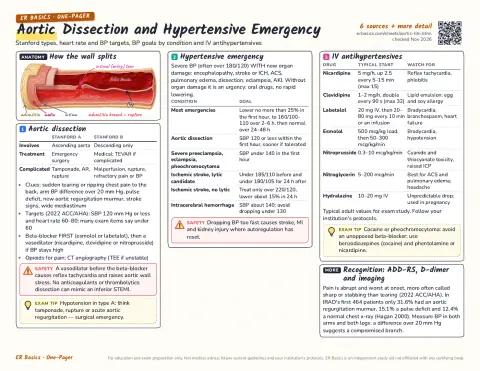 ER BASICS · ONE-PAGER
Aortic Dissection and Hypertensive Emergency
Stanford types, heart rate and BP targets, BP goals by condition and IV antihypertensives
6 sources + more detail
checked Nov 2026
ANATOMY How the wall splits
intimal (entry) tear
adventitia
media
intima
1 Aortic dissection
STANFORD A STANFORD B
Involves Ascending aorta Descending only
Treatment Emergency surgery Medical; TEVAR if complicated
Complicated Tamponade, AR, stroke Malperfusion, rupture, refractory pain or BP
• Clues: sudden tearing or ripping chest pain to the back, arm BP difference over 20 mm Hg, pulse deficit, new aortic regurgitation murmur, stroke signs, wide mediastinum
• Targets (2022 ACC/AHA): SBP 120 mm Hg or less and heart rate 60–80; many exam items say under 60
• Beta-blocker FIRST (esmolol or labetalol), then a vasodilator (nicardipine, clevidipine or nitroprusside) if BP stays high
• Opioids for pain; CT angiography (TEE if unstable)
SAFETY A vasodilator before the beta-blocker causes reflex tachycardia and raises aortic wall stress. No anticoagulants or thrombolytics: dissection can mimic an inferior STEMI.
EXAM TIP Hypotension in type A: think tamponade, rupture or acute aortic regurgitation — surgical emergency.
2 Hypertensive emergency
Severe BP (often over 180/120) WITH new organ damage: encephalopathy, stroke or ICH, ACS, pulmonary edema, dissection, eclampsia, AKI. Without organ damage it is an urgency: oral drugs, no rapid lowering.
CONDITION GOAL
Most emergencies Lower no more than 25% in the first hour, to 160/100–110 over 2–6 h, then normal over 24–48 h
Aortic dissection SBP 120 or less within the first hour, sooner if tolerated
Severe preeclampsia, eclampsia, pheochromocytoma SBP under 140 in the first hour
Ischemic stroke, lytic candidate Under 185/110 before and under 180/105 for 24 h after
Ischemic stroke, no lytic Treat only over 220/120, lower about 15% in 24 h
Intracerebral hemorrhage SBP about 140; avoid dropping under 130
SAFETY Dropping BP too fast causes stroke, MI and kidney injury where autoregulation has reset.
3 IV antihypertensives
DRUG TYPICAL START WATCH FOR
Nicardipine 5 mg/h, up 2.5 every 5–15 min (max 15) Reflex tachycardia, phlebitis
Clevidipine 1–2 mg/h, double every 90 s (max 32) Lipid emulsion: egg and soy allergy
Labetalol 20 mg IV, then 20–80 mg every 10 min or an infusion Bradycardia, bronchospasm, heart failure
Esmolol 500 mcg/kg load, then 50–300 mcg/kg/min Bradycardia, hypotension
Nitroprusside 0.3–10 mcg/kg/min Cyanide and thiocyanate toxicity, raised ICP
Nitroglycerin 5–200 mcg/min Best for ACS and pulmonary edema; headache
Hydralazine 10–20 mg IV Unpredictable drop; used in pregnancy
Typical adult values for exam study. Follow your institution's protocols.
EXAM TIP Cocaine or pheochromocytoma: avoid an unopposed beta-blocker; use benzodiazepines (cocaine) and phentolamine or nicardipine.
MORE Recognition: ADD-RS, D-dimer and imaging
Pain is abrupt and worst at onset, more often called sharp or stabbing than tearing (2022 ACC/AHA). In IRAD's first 464 patients only 31.6% had an aortic regurgitation murmur, 15.1% a pulse deficit and 12.4% a normal chest x-ray (Hagan 2000). Measure BP in both arms and both legs: a difference over 20 mm Hg suggests a compromised branch.
ER Basics · One-Pager
For education and exam preparation only. Not medical advice. Follow current guidelines and your institution's protocols. ER Basics is an independent study aid not affiliated with any certifying body.